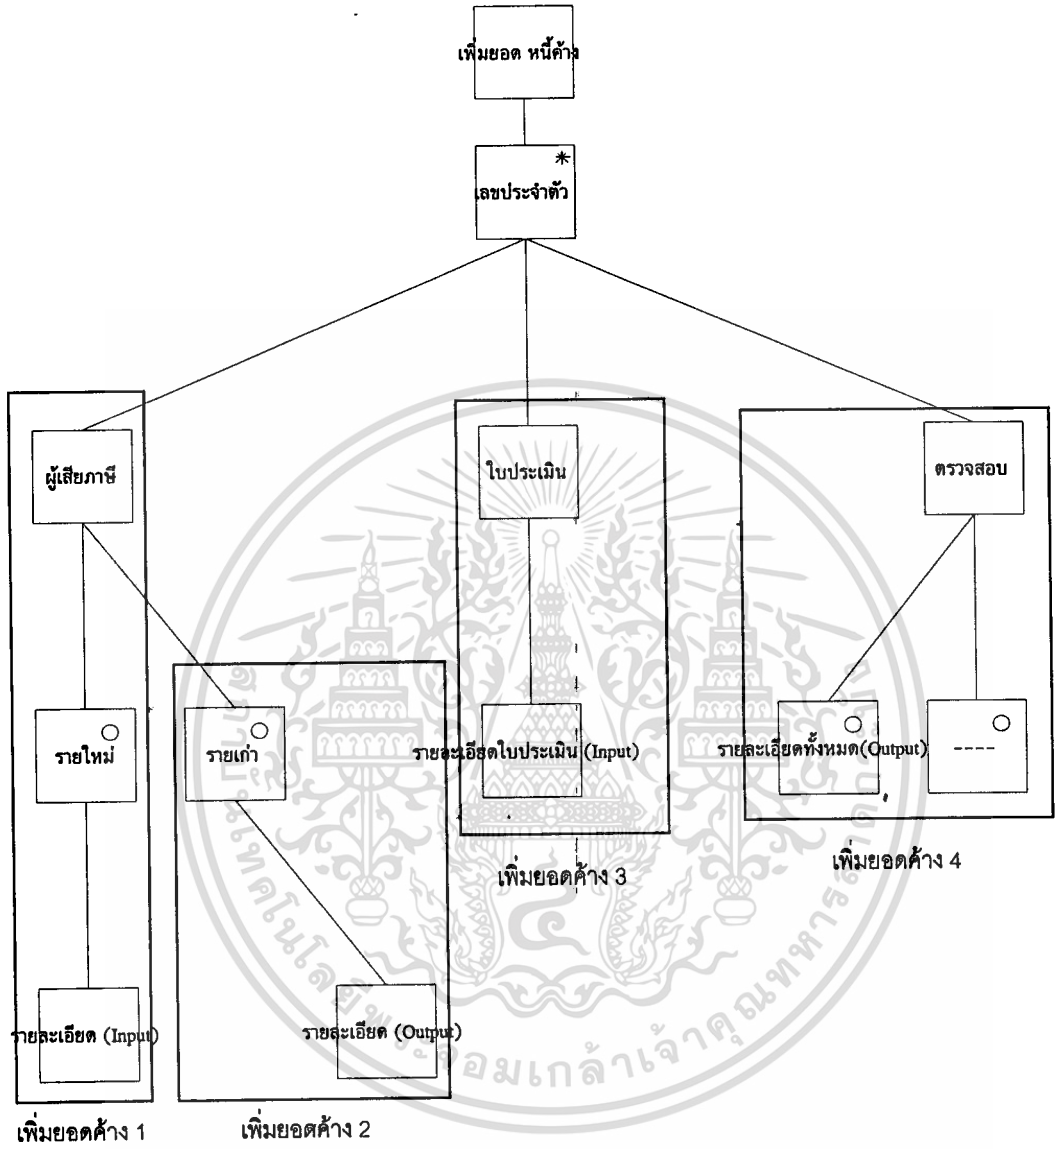 เพิ่มยอด หนี้ค้าง
*
เลขประจำตัว
ผู้เสียภาษี
ใบประเมิน
ตรวจสอบ
รายใหม่
รายเก่า
รายละเอียดใบประเมิน (Input)
รายละเอียดทั้งหมด(Output)
----
เพิ่มยอดค้าง 3
เพิ่มยอดค้าง 4
รายละเอียด (Input)
รายละเอียด (Output)
เพิ่มยอดค้าง 1
เพิ่มยอดค้าง 2